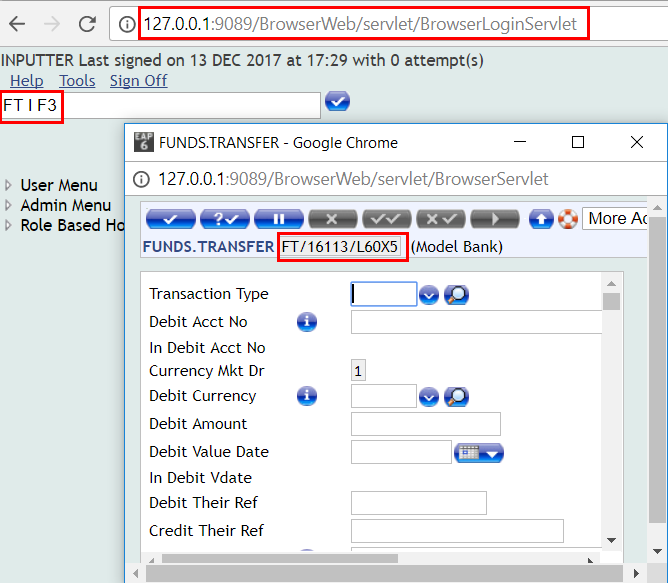 127.0.0.1:9089/BrowserWeb/servlet/BrowserLoginServlet
INPUTTER Last signed on 13 DEC 2017 at 17:29 with 0 attempt(s)
Help Tools Sign Off
FT I F3
User Menu
Admin Menu
Role Based Ho
EAP 6 FUNDS.TRANSFER - Google Chrome
127.0.0.1:9089/BrowserWeb/servlet/BrowserServlet
More Ac
FUNDS.TRANSFER FT/16113/L60X5 (Model Bank)
Transaction Type
Debit Acct No
In Debit Acct No
Currency Mkt Dr 1
Debit Currency
Debit Amount
Debit Value Date
In Debit Vdate
Debit Their Ref
Credit Their Ref